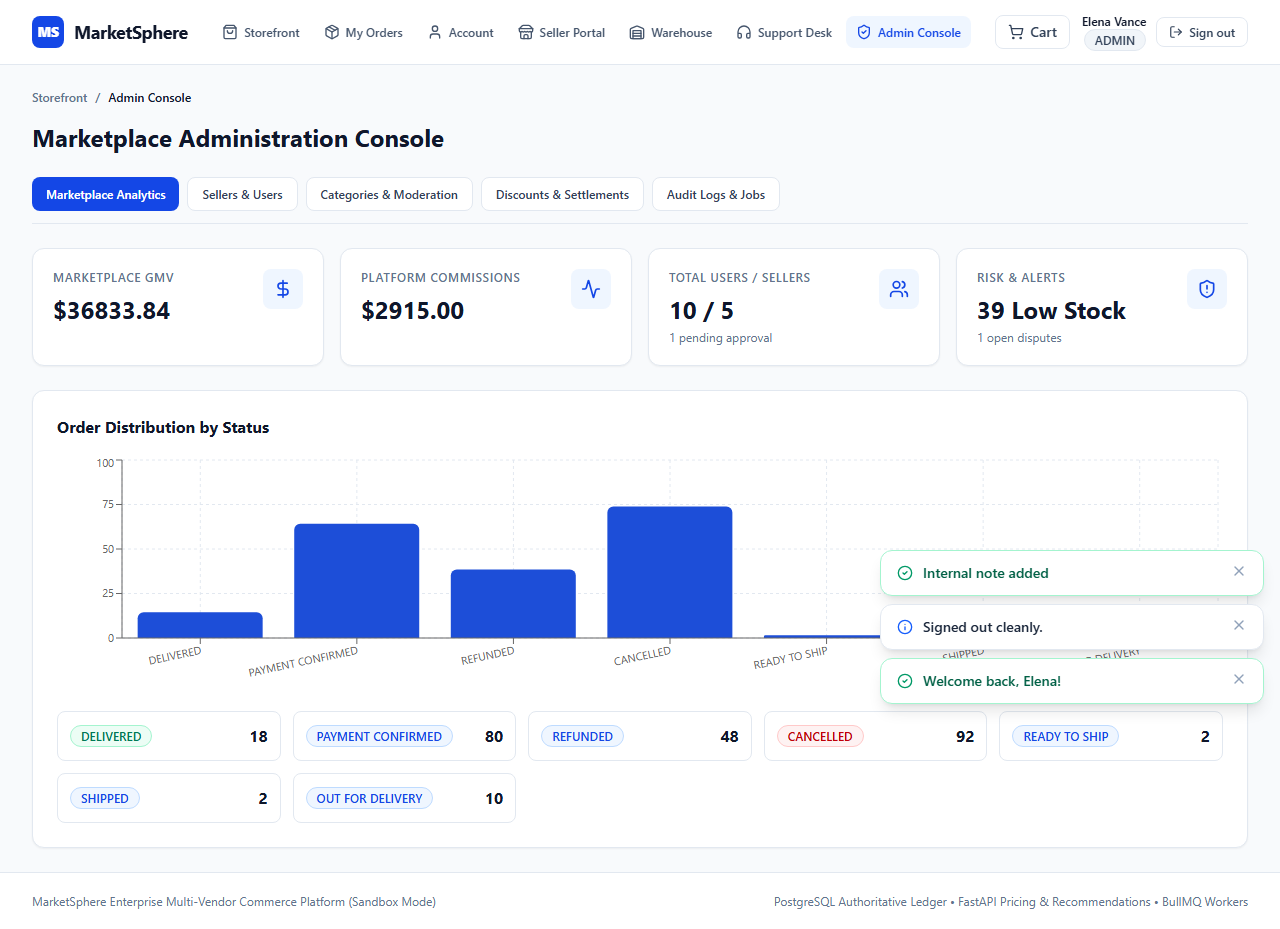 MS MarketSphere Storefront My Orders Account Seller Portal Warehouse Support Desk Admin Console Cart Elena Vance ADMIN Sign out
Storefront / Admin Console
Marketplace Administration Console
Marketplace Analytics Sellers & Users Categories & Moderation Discounts & Settlements Audit Logs & Jobs
MARKETPLACE GMV
$36833.84
PLATFORM COMMISSIONS
$2915.00
TOTAL USERS / SELLERS
10 / 5
1 pending approval
RISK & ALERTS
39 Low Stock
1 open disputes
Order Distribution by Status
100
75
50
25
0
DELIVERED PAYMENT CONFIRMED REFUNDED CANCELLED READY TO SHIP SHIPPED DELIVERY
Internal note added
Signed out cleanly.
Welcome back, Elena!
DELIVERED 18
PAYMENT CONFIRMED 80
REFUNDED 48
CANCELLED 92
READY TO SHIP 2
SHIPPED 2
OUT FOR DELIVERY 10
MarketSphere Enterprise Multi-Vendor Commerce Platform (Sandbox Mode)
PostgreSQL Authoritative Ledger • FastAPI Pricing & Recommendations • BullMQ Workers